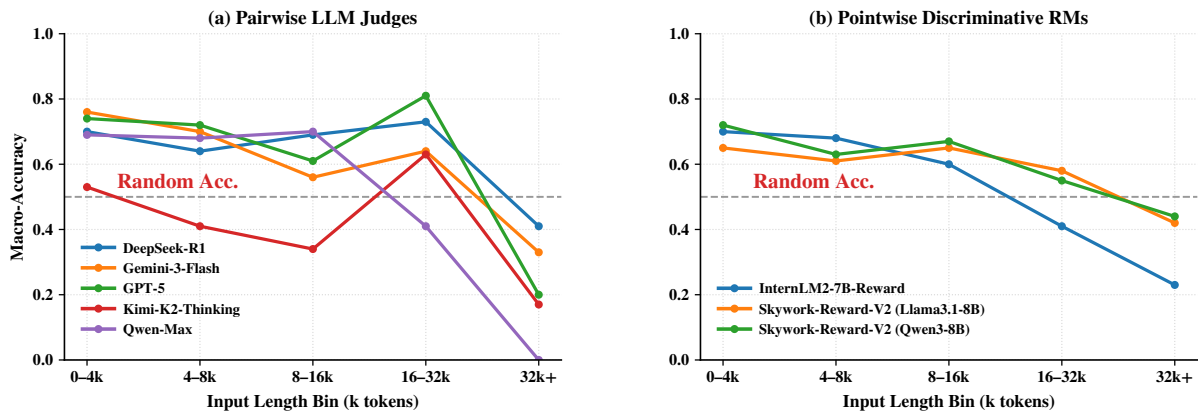 (a) Pairwise LLM Judges
1.0
0.8
0.6
0.4
0.2
0.0
Macro-Accuracy
Random Acc.
DeepSeek-R1
Gemini-3-Flash
GPT-5
Kimi-K2-Thinking
Qwen-Max
0–4k
4–8k
8–16k
16–32k
32k+
Input Length Bin (k tokens)
(b) Pointwise Discriminative RMs
1.0
0.8
0.6
0.4
0.2
0.0
Random Acc.
InternLM2-7B-Reward
Skywork-Reward-V2 (Llama3.1-8B)
Skywork-Reward-V2 (Qwen3-8B)
0–4k
4–8k
8–16k
16–32k
32k+
Input Length Bin (k tokens)